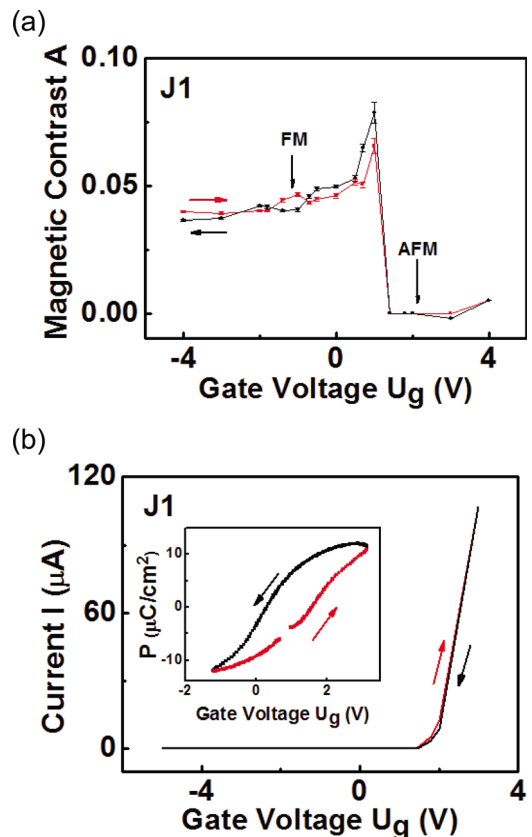 (a)
J1
Magnetic Contrast A
0.10
0.05
0.00
FM
AFM
-4
0
4
Gate Voltage Ug (V)
(b)
J1
Current I (μA)
120
60
0
P (μC/cm²)
10
0
-10
-2
0
2
Gate Voltage Ug (V)
-4
0
4
Gate Voltage Ug (V)